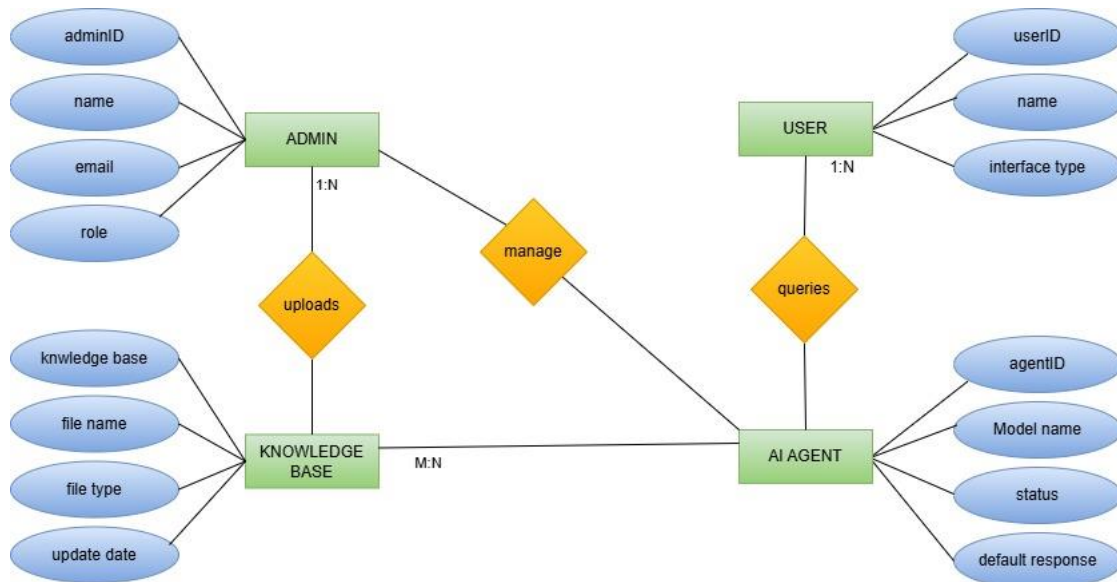 adminID
userID
name
name
ADMIN
USER
email
interface type
1:N
1:N
role
manage
queries
uploads
knwledge base
agentID
file name
Model name
KNOWLEDGE
BASE
AI AGENT
M:N
file type
status
update date
default response